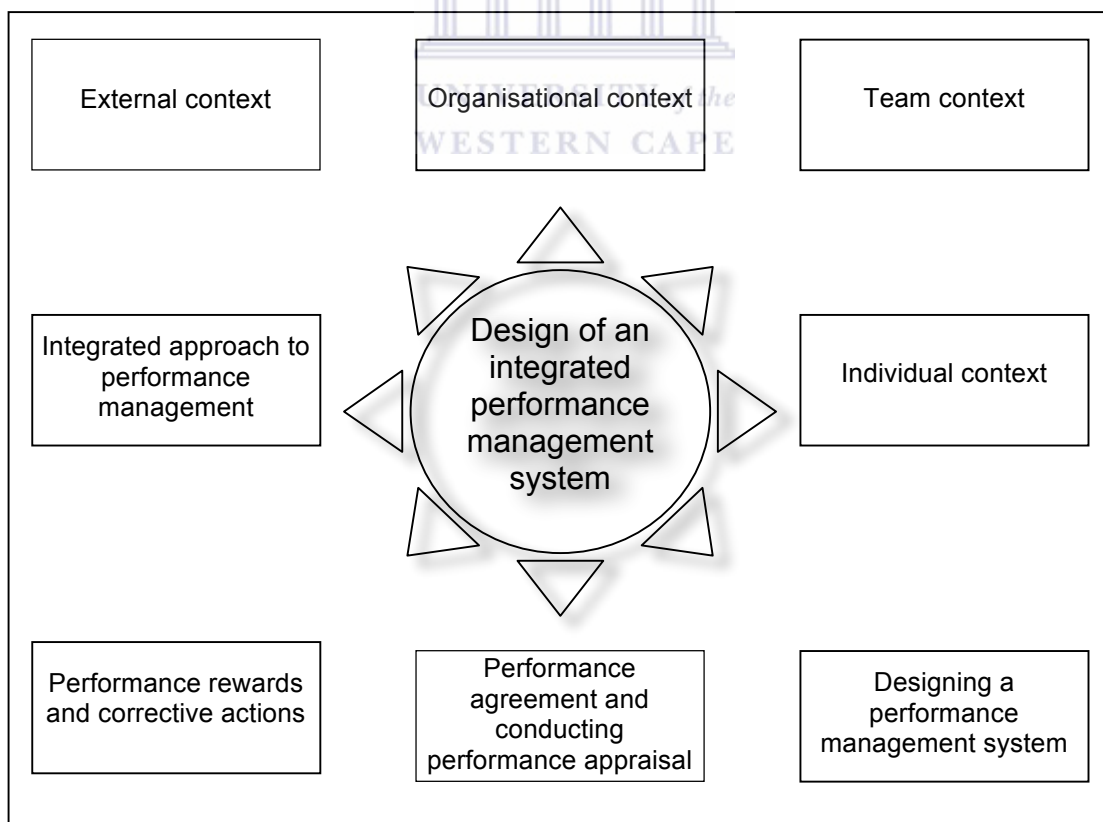 External context
Organisational context
Team context
UNIVERSITY of the
WESTERN CAPE
Integrated approach to
performance
management
Design of an
integrated
performance
management
system
Individual context
Performance rewards
and corrective actions
Performance
agreement and
conducting
performance appraisal
Designing a
performance
management system